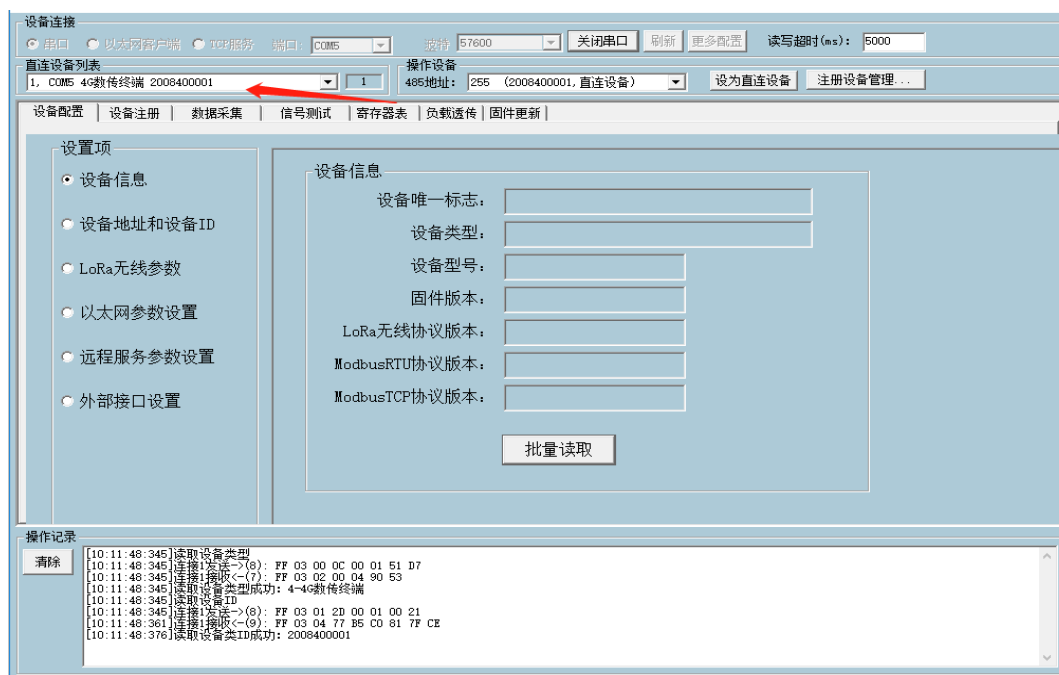 设备连接
串口 以太网客户端 TCP服务 端口: COM5 波特 57600 关闭串口 刷新 更多配置 读写超时(ms): 5000
直连设备列表 操作设备
1, COM5 4G数传终端 2008400001 1 485地址: 255 (2008400001,直连设备) 设为直连设备 注册设备管理...
设备配置 设备注册 数据采集 信号测试 寄存器表 负载透传 固件更新
设置项
设备信息
设备地址和设备ID
LoRa无线参数
以太网参数设置
远程服务参数设置
外部接口设置
设备信息
设备唯一标志:
设备类型:
设备型号:
固件版本:
LoRa无线协议版本:
ModbusRTU协议版本:
ModbusTCP协议版本:
批量读取
操作记录
清除
[10:11:48:345]读取设备类型
[10:11:48:345]连接1发送->(8): FF 03 00 0C 00 01 51 D7
[10:11:48:345]连接1接收<-(7): FF 03 02 00 04 90 53
[10:11:48:345]读取设备类型成功: 4-4G数传终端
[10:11:48:345]读取设备ID
[10:11:48:345]连接1发送->(8): FF 03 01 2D 00 01 00 21
[10:11:48:361]连接1接收<-(9): FF 03 04 77 B5 C0 81 7F CE
[10:11:48:376]读取设备类ID成功: 2008400001